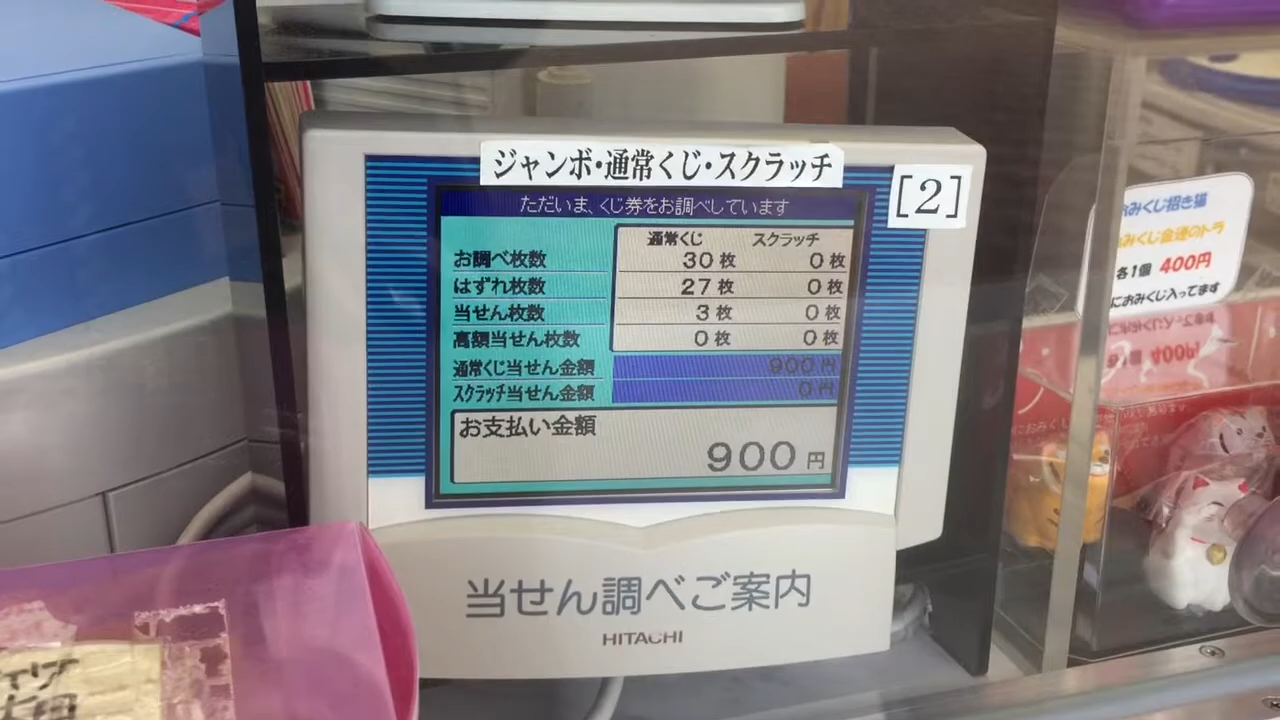 ジャンボ・通常くじ・スクラッチ
[2]
ただいま、くじ券をお調べしています
通常くじ スクラッチ
お調べ枚数 30枚 0枚
はずれ枚数 27枚 0枚
当せん枚数 3枚 0枚
高額当せん枚数 0枚 0枚
通常くじ当せん金額 900円
スクラッチ当せん金額 0円
お支払い金額
900円
当せん調べご案内
HITACHI
おみくじ招き猫
おみくじ金運のトラ
各1個 400円
におみくじ入ってます